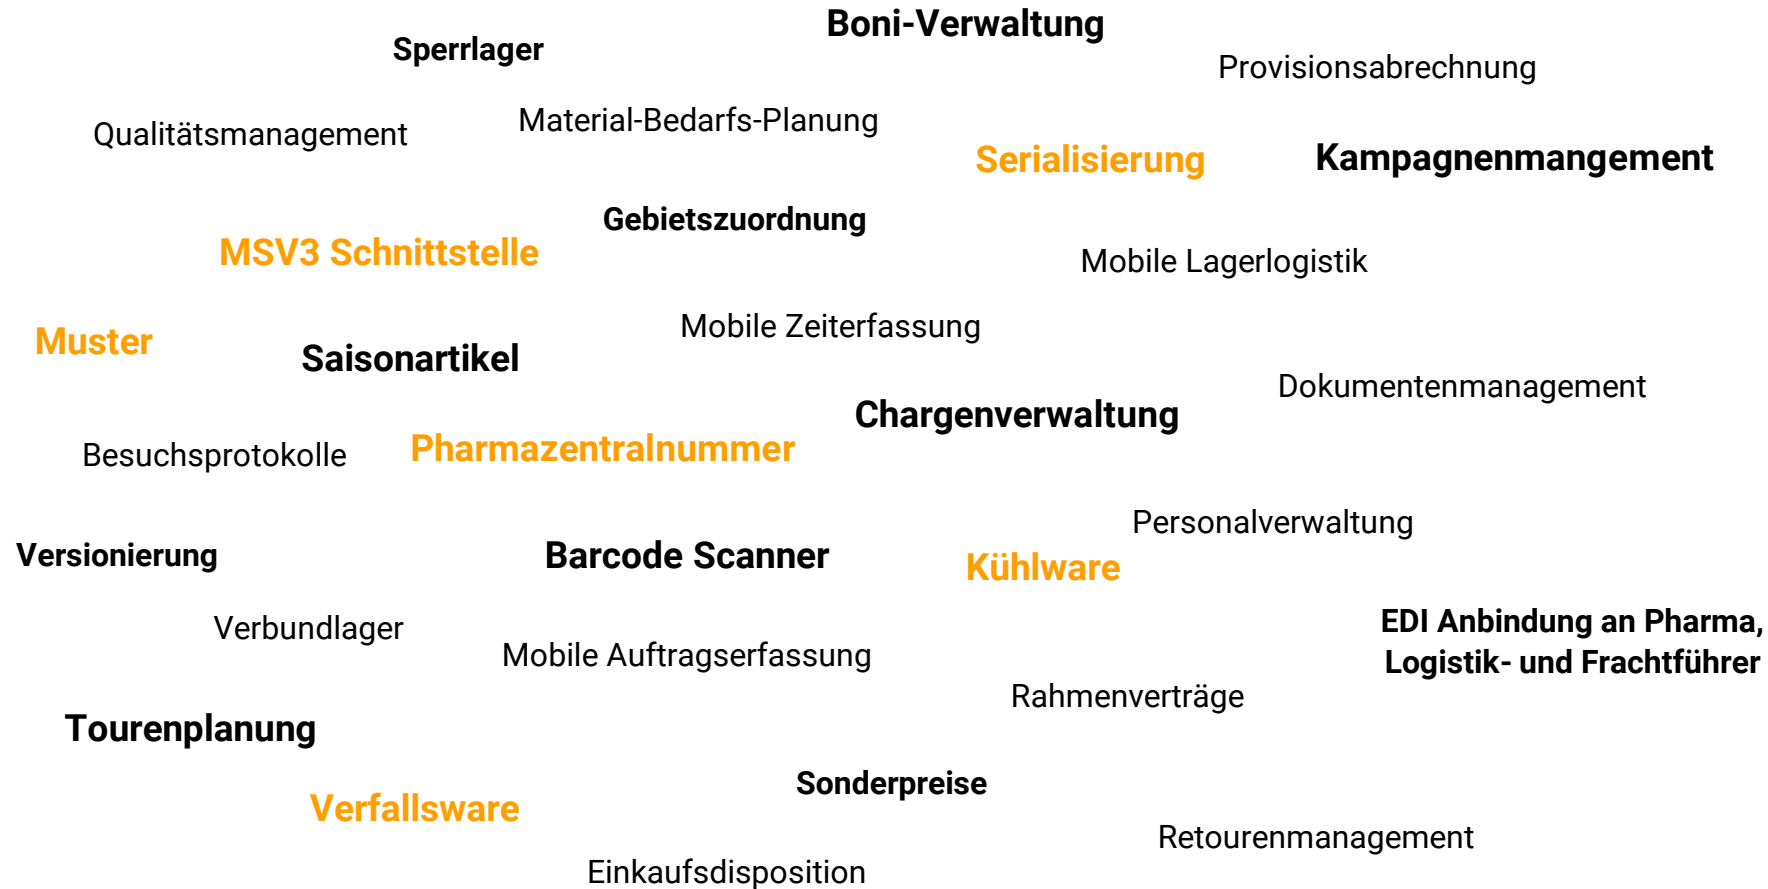 Boni-Verwaltung
Sperrlager
Provisionsabrechnung
Material-Bedarfs-Planung
Qualitätsmanagement
Serialisierung
Kampagnenmangement
Gebietszuordnung
MSV3 Schnittstelle
Mobile Lagerlogistik
Mobile Zeiterfassung
Muster
Saisonartikel
Dokumentenmanagement
Chargenverwaltung
Pharmazentralnummer
Besuchsprotokolle
Personalverwaltung
Versionierung
Barcode Scanner
Kühlware
EDI Anbindung an Pharma,
Logistik- und Frachtführer
Verbundlager
Mobile Auftragserfassung
Rahmenverträge
Tourenplanung
Sonderpreise
Verfallsware
Retourenmanagement
Einkaufsdisposition